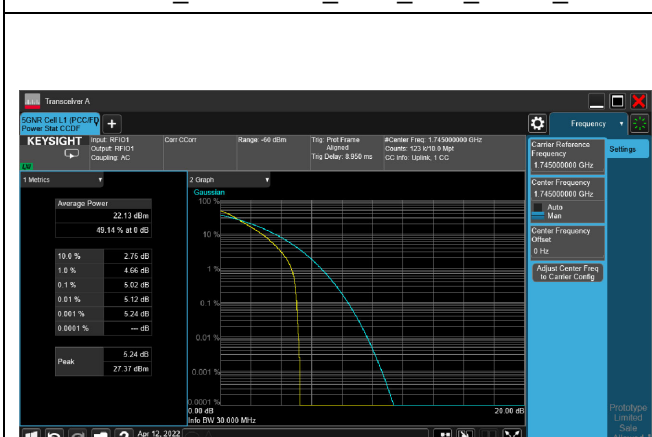 Transceiver A
5GNR Cell L1 (PCC/FD
Power Stat CCDF
Frequency
KEYSIGHT
Input: RFIO1
Output: RFIO1
Coupling: AC
Corr CCorr
Range: -60 dBm
Trig: Prot Frame
Aligned
Trig Delay: 8.950 ms
#Center Freq: 1.745000000 GHz
Counts: 123 k/10.0 Mpt
CC Info: Uplink, 1 CC
LW
1 Metrics
Average Power
22.13 dBm
49.14 % at 0 dB
10.0 % 2.76 dB
1.0 % 4.66 dB
0.1 % 5.02 dB
0.01 % 5.12 dB
0.001 % 5.24 dB
0.0001 % --- dB
Peak
5.24 dB
27.37 dBm
2 Graph
Gaussian
100 %
10 %
1 %
0.1 %
0.01 %
0.001 %
0.0001 %
0.00 dB
20.00 dB
Info BW 30.000 MHz
Carrier Reference
Frequency
1.745000000 GHz
Settings
Center Frequency
1.745000000 GHz
Auto
Man
Center Frequency
Offset
0 Hz
Adjust Center Freq
to Carrier Config
Prototype
Limited
Sale
Apr 12, 2022